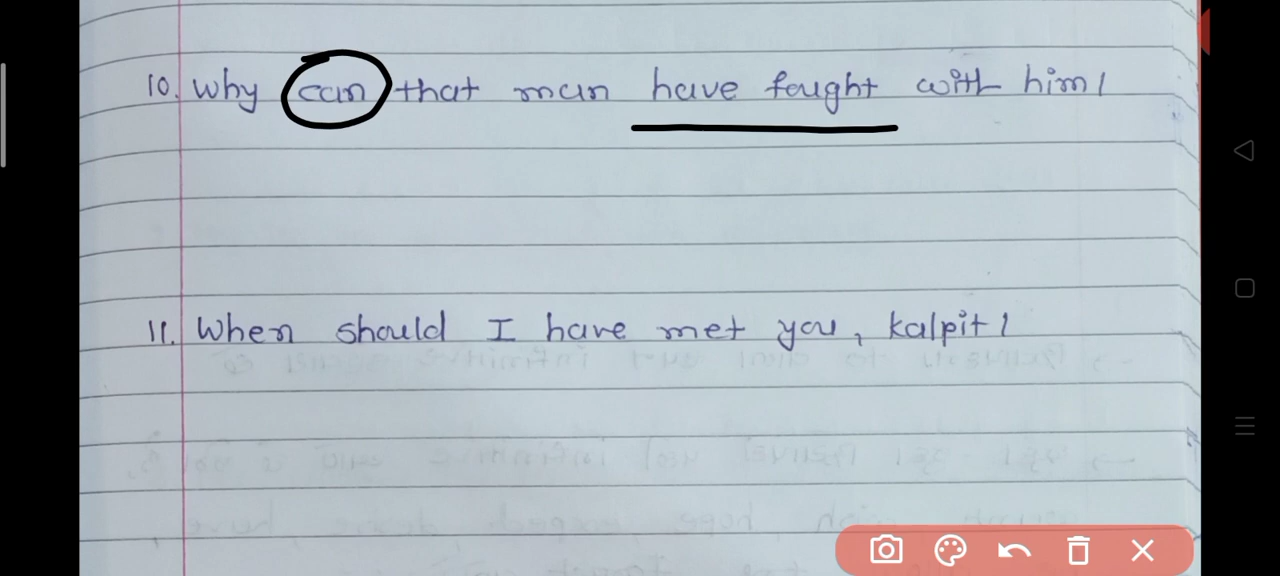 10. Why can that man have fought with him!
11. When should I have met you, kalpit!